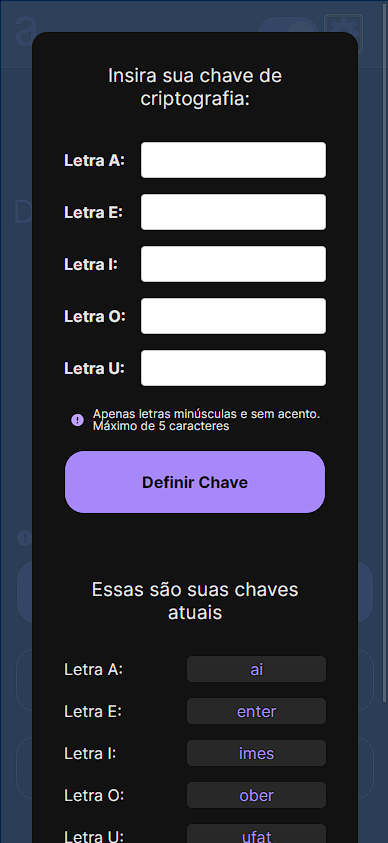 a
D
Insira sua chave de
criptografia:
Letra A:
Letra E:
Letra I:
Letra O:
Letra U:
Apenas letras minúsculas e sem acento.
Máximo de 5 caracteres
Definir Chave
Essas são suas chaves
atuais
Letra A: ai
Letra E: enter
Letra I: imes
Letra O: ober
Letra U: ufat